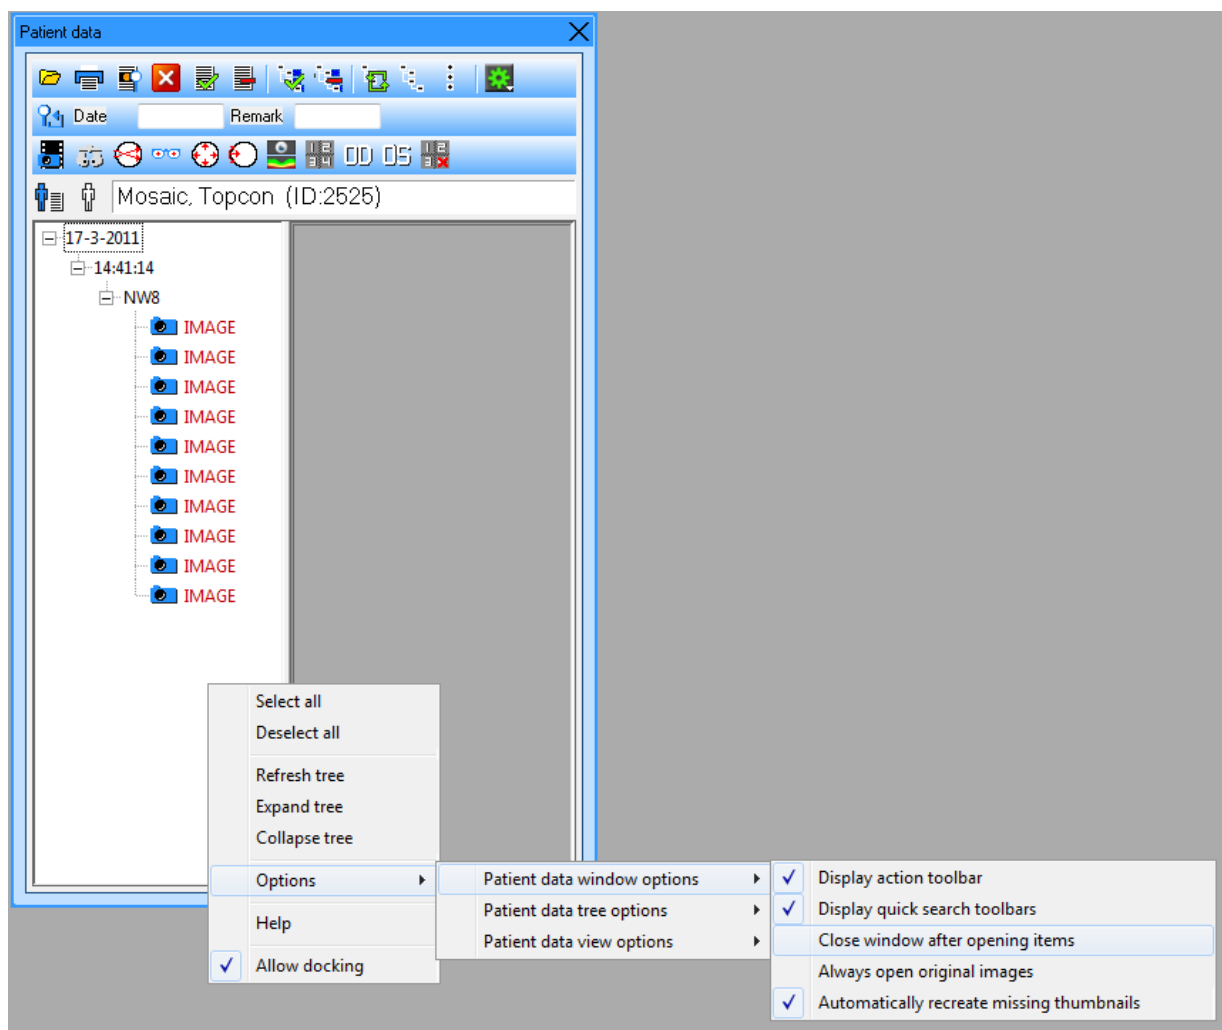 Patient data
Date Remark
OD OS
Mosaic, Topcon (ID:2525)
17-3-2011
14:41:14
NW8
IMAGE
IMAGE
IMAGE
IMAGE
IMAGE
IMAGE
IMAGE
IMAGE
IMAGE
IMAGE
Select all
Deselect all
Refresh tree
Expand tree
Collapse tree
Options
Help
Allow docking
Patient data window options
Patient data tree options
Patient data view options
Display action toolbar
Display quick search toolbars
Close window after opening items
Always open original images
Automatically recreate missing thumbnails